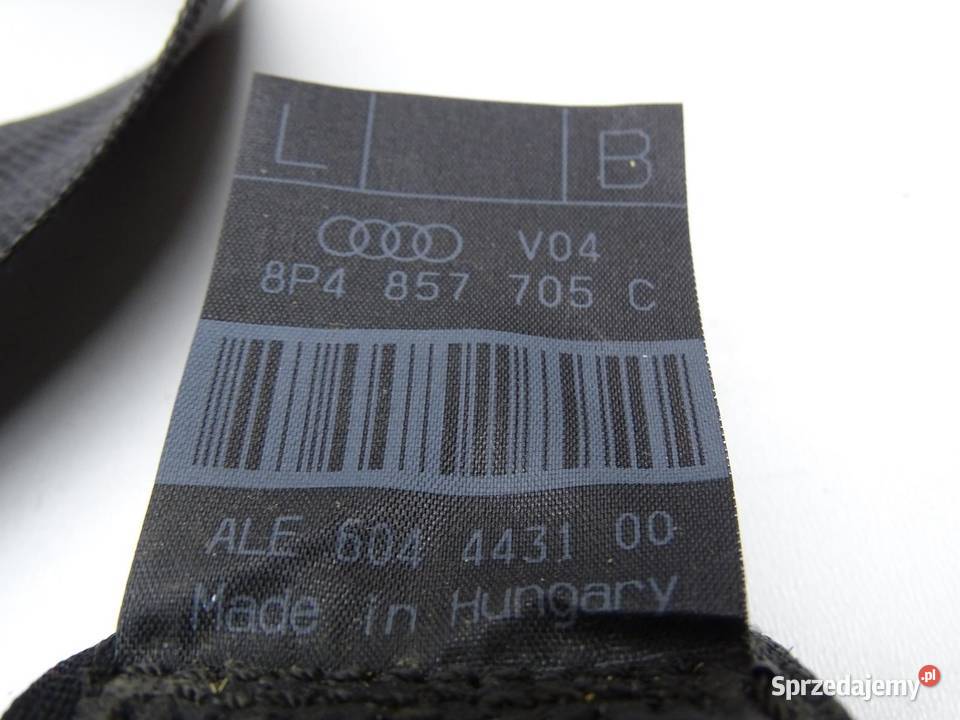 L B
V04
8P4 857 705 C
ALE 604 4431 00
Made in Hungary
Sprzedajemy.pl